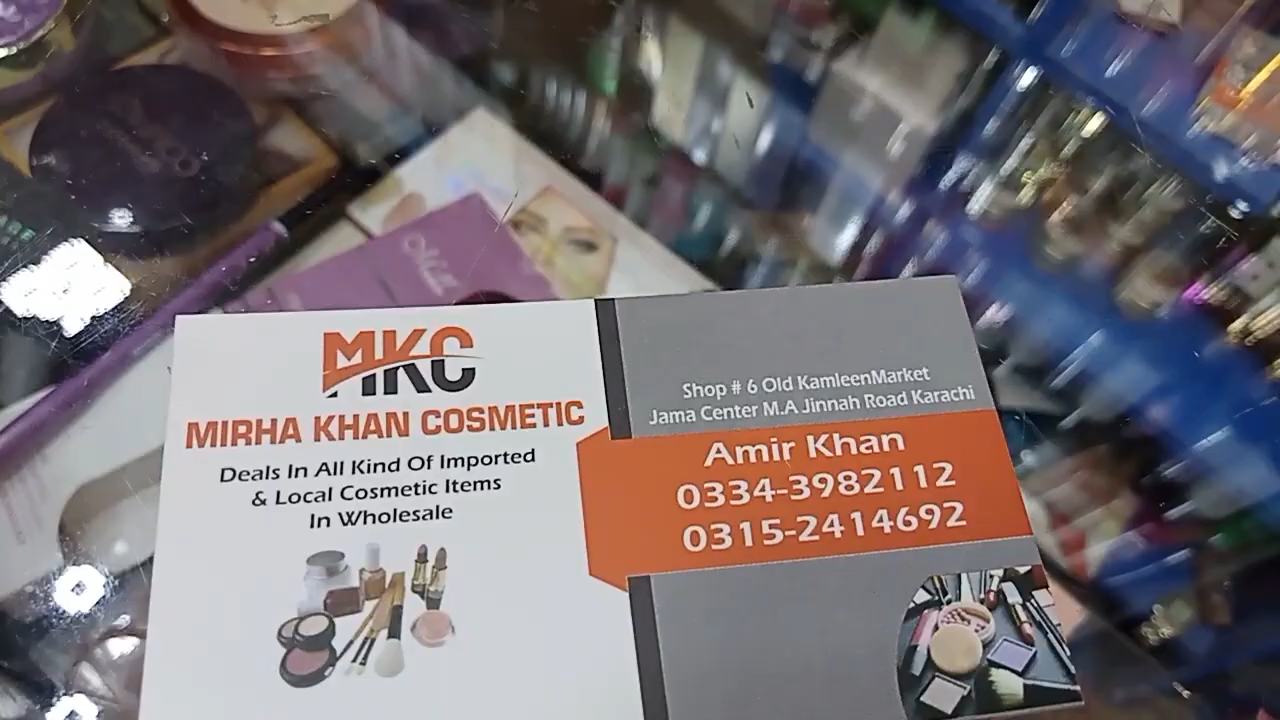 MKC
MIRHA KHAN COSMETIC
Deals In All Kind Of Imported
& Local Cosmetic Items
In Wholesale
Shop # 6 Old KamleenMarket
Jama Center M.A Jinnah Road Karachi
Amir Khan
0334-3982112
0315-2414692